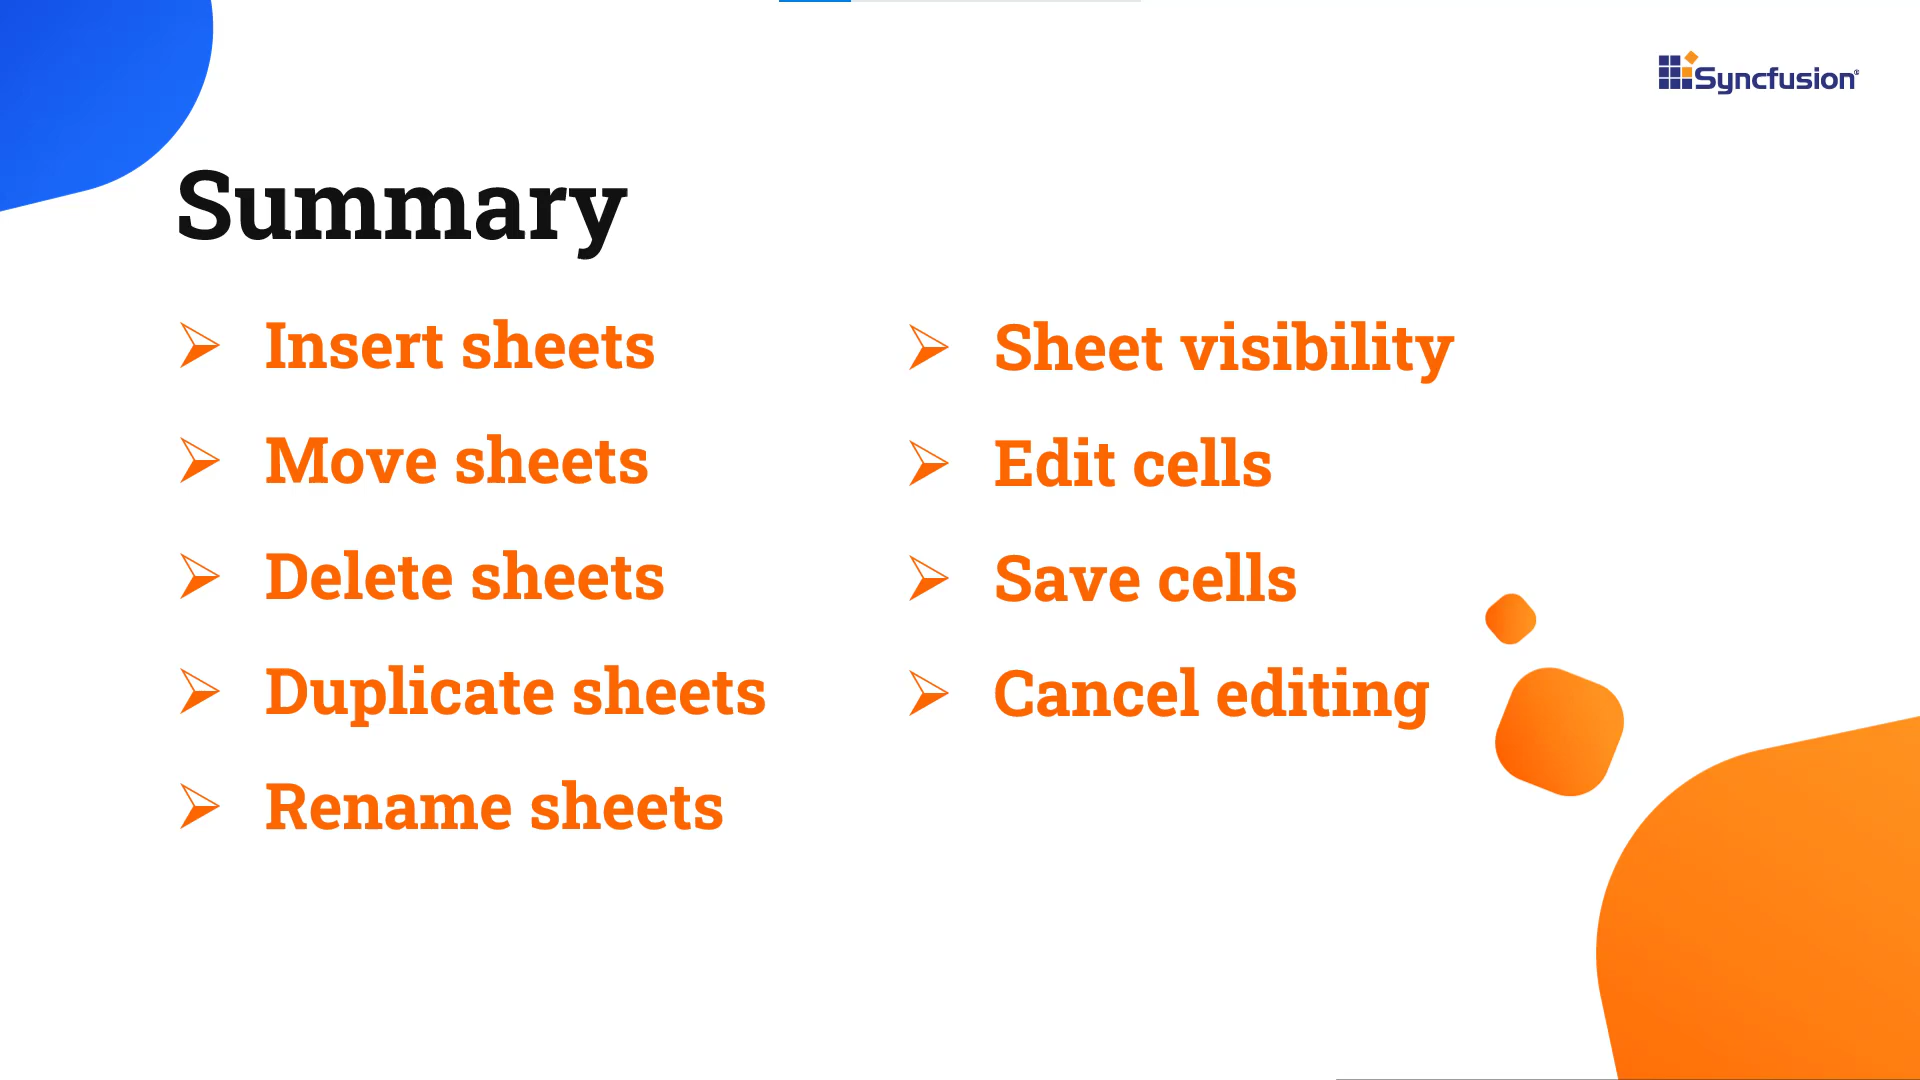 Syncfusion®
Summary
Insert sheets
Move sheets
Delete sheets
Duplicate sheets
Rename sheets
Sheet visibility
Edit cells
Save cells
Cancel editing